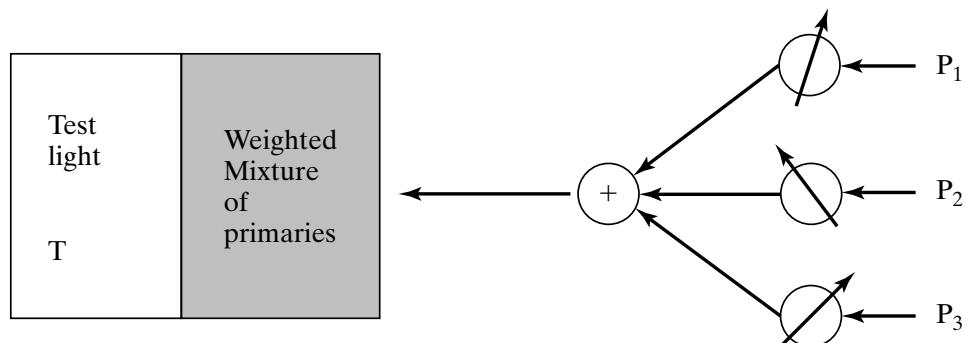 Test
light
T
Weighted
Mixture
of
primaries
+
P₁
P₂
P₃